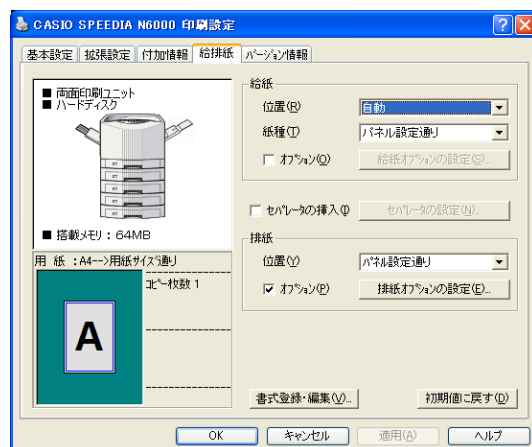 CASIO SPEEDIA N6000 印刷設定
基本設定 拡張設定 付加情報 給排紙 バージョン情報
■ 両面印刷ユニット
■ ハードディスク
■ 搭載メモリ：64MB
用 紙 ：A4-->用紙サイズ通り
コピー枚数 1
A
給紙
位置(R) 自動
紙種(T) パネル設定通り
オプション(O) 給紙オプションの設定(S)...
セパレータの挿入(I) セパレータの設定(N)...
排紙
位置(Y) パネル設定通り
オプション(P) 排紙オプションの設定(E)...
書式登録・編集(V)... 初期値に戻す(D)
OK キャンセル 適用(A) ヘルプ